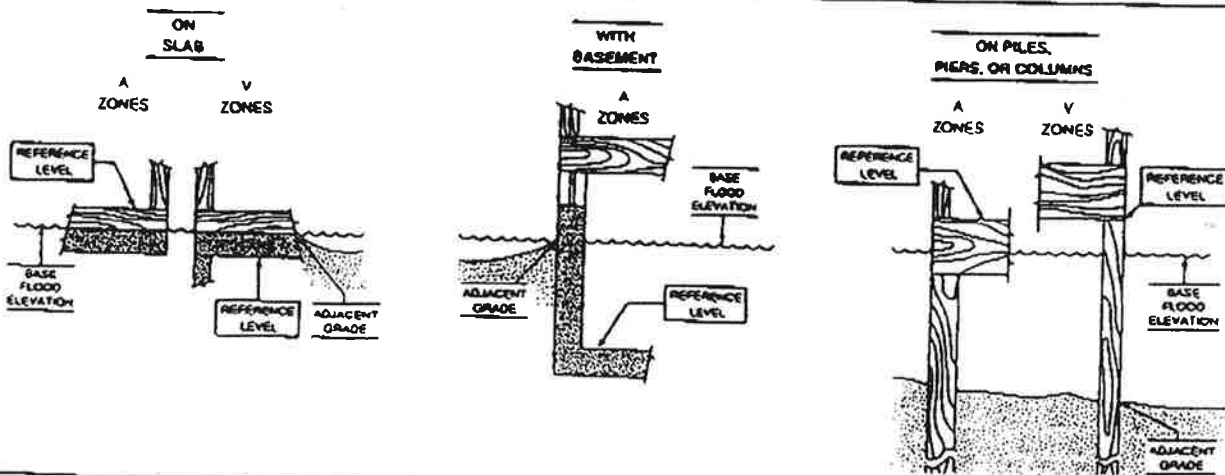 ON
SLAB
A
ZONES
V
ZONES
REFERENCE
LEVEL
BASE
FLOOD
ELEVATION
REFERENCE
LEVEL
ADJACENT
GRADE
WITH
BASEMENT
A
ZONES
BASE
FLOOD
ELEVATION
ADJACENT
GRADE
REFERENCE
LEVEL
ON PILES,
PIERS, OR COLUMNS
A
ZONES
V
ZONES
REFERENCE
LEVEL
REFERENCE
LEVEL
BASE
FLOOD
ELEVATION
ADJACENT
GRADE